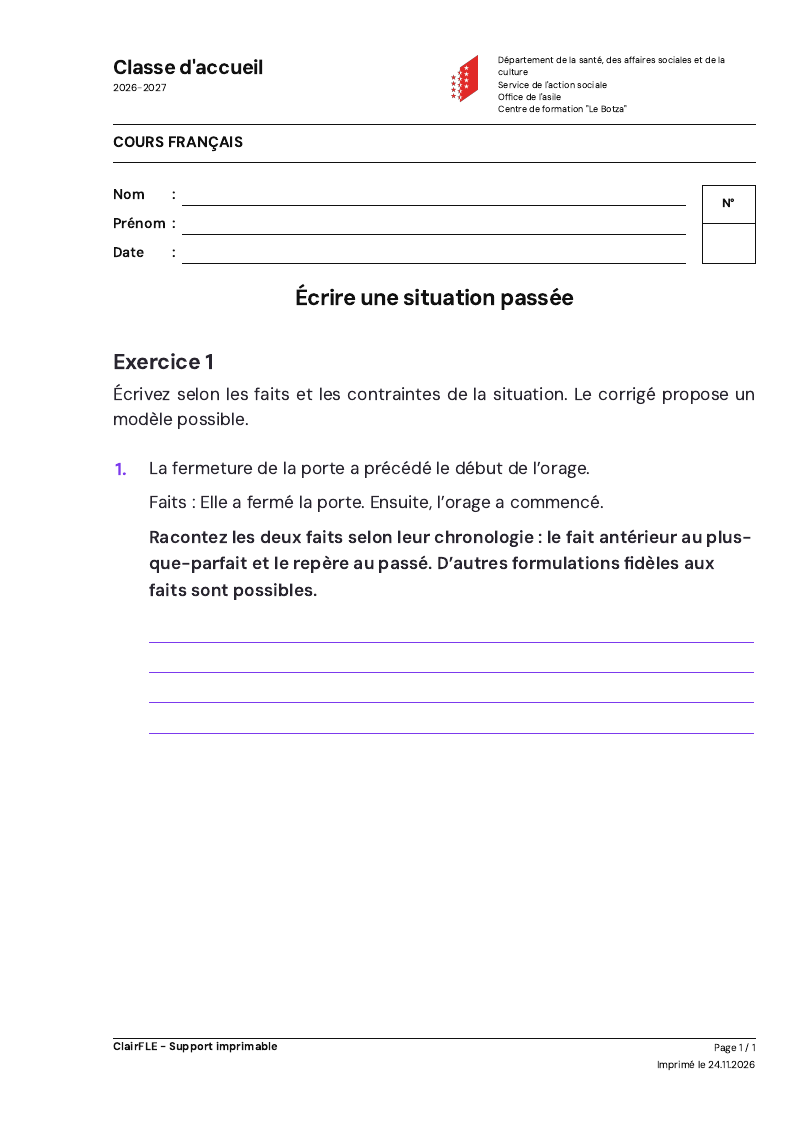 Classe d'accueil
2026-2027
Département de la santé, des affaires sociales et de la
culture
Service de l'action sociale
Office de l'asile
Centre de formation "Le Botza"
COURS FRANÇAIS
Nom :
Prénom :
Date :
N°
Écrire une situation passée
Exercice 1
Écrivez selon les faits et les contraintes de la situation. Le corrigé propose un
modèle possible.
1. La fermeture de la porte a précédé le début de l’orage.
Faits : Elle a fermé la porte. Ensuite, l’orage a commencé.
Racontez les deux faits selon leur chronologie : le fait antérieur au plus-
que-parfait et le repère au passé. D’autres formulations fidèles aux
faits sont possibles.
ClairFLE - Support imprimable
Page 1 / 1
Imprimé le 24.11.2026